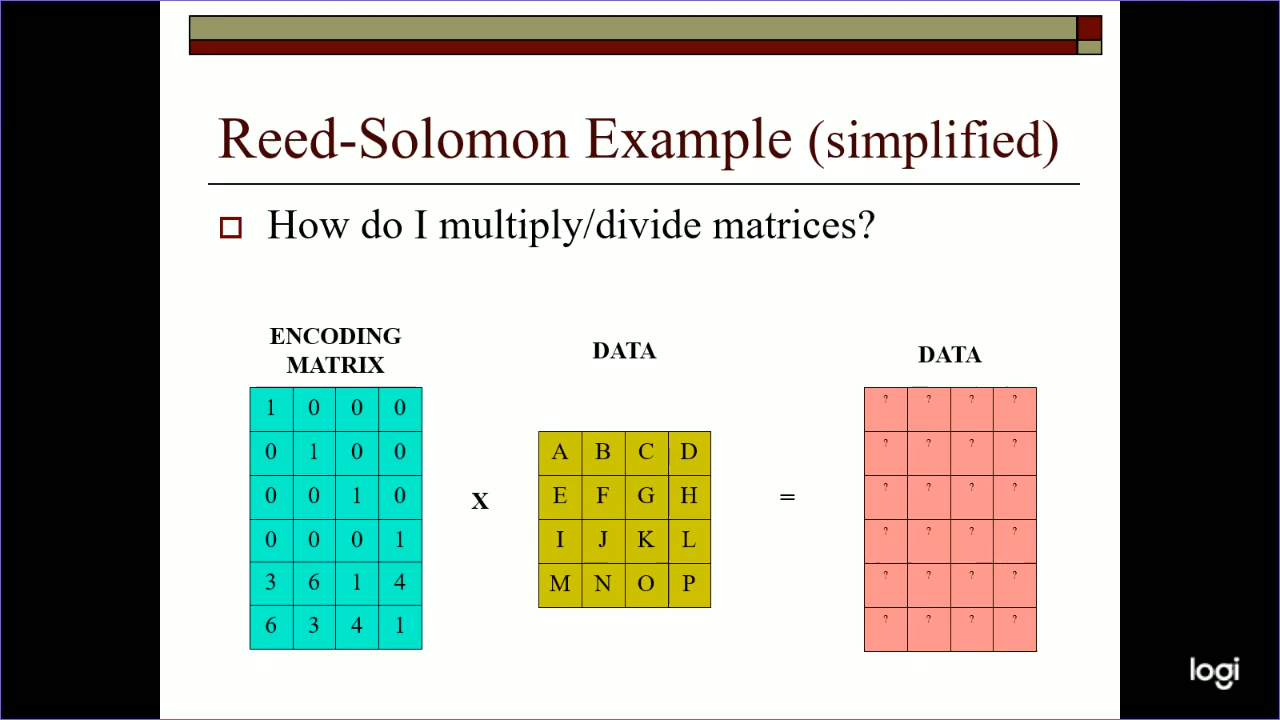 Reed-Solomon Example (simplified)
How do I multiply/divide matrices?
ENCODING
MATRIX
1 0 0 0
0 1 0 0
0 0 1 0
0 0 0 1
3 6 1 4
6 3 4 1
X
DATA
A B C D
E F G H
I J K L
M N O P
=
DATA
? ? ? ?
? ? ? ?
? ? ? ?
? ? ? ?
? ? ? ?
? ? ? ?
logi